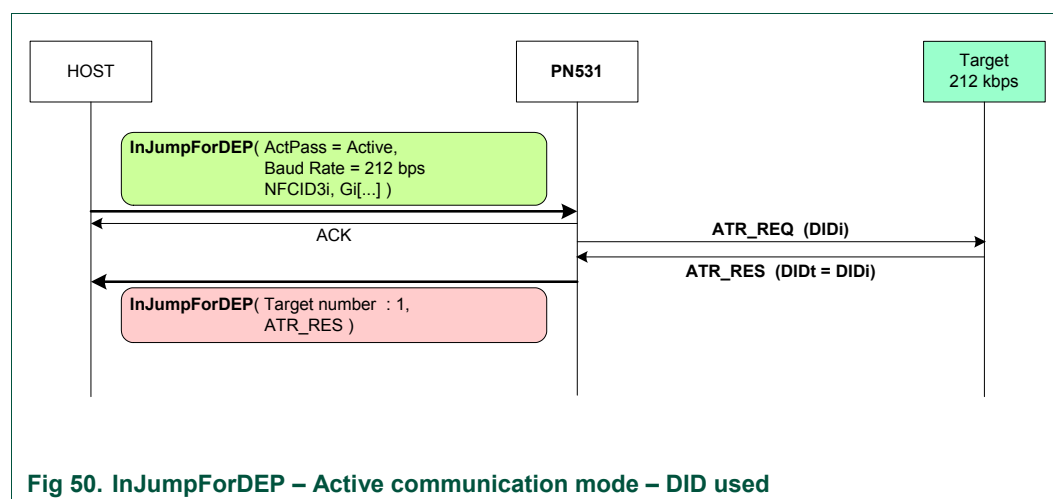 HOST
PN531
Target
212 kbps
InJumpForDEP( ActPass = Active,
Baud Rate = 212 bps
NFCID3i, Gi[...] )
ACK
ATR_REQ (DIDi)
ATR_RES (DIDt = DIDi)
InJumpForDEP( Target number : 1,
ATR_RES )
Fig 50. InJumpForDEP – Active communication mode – DID used